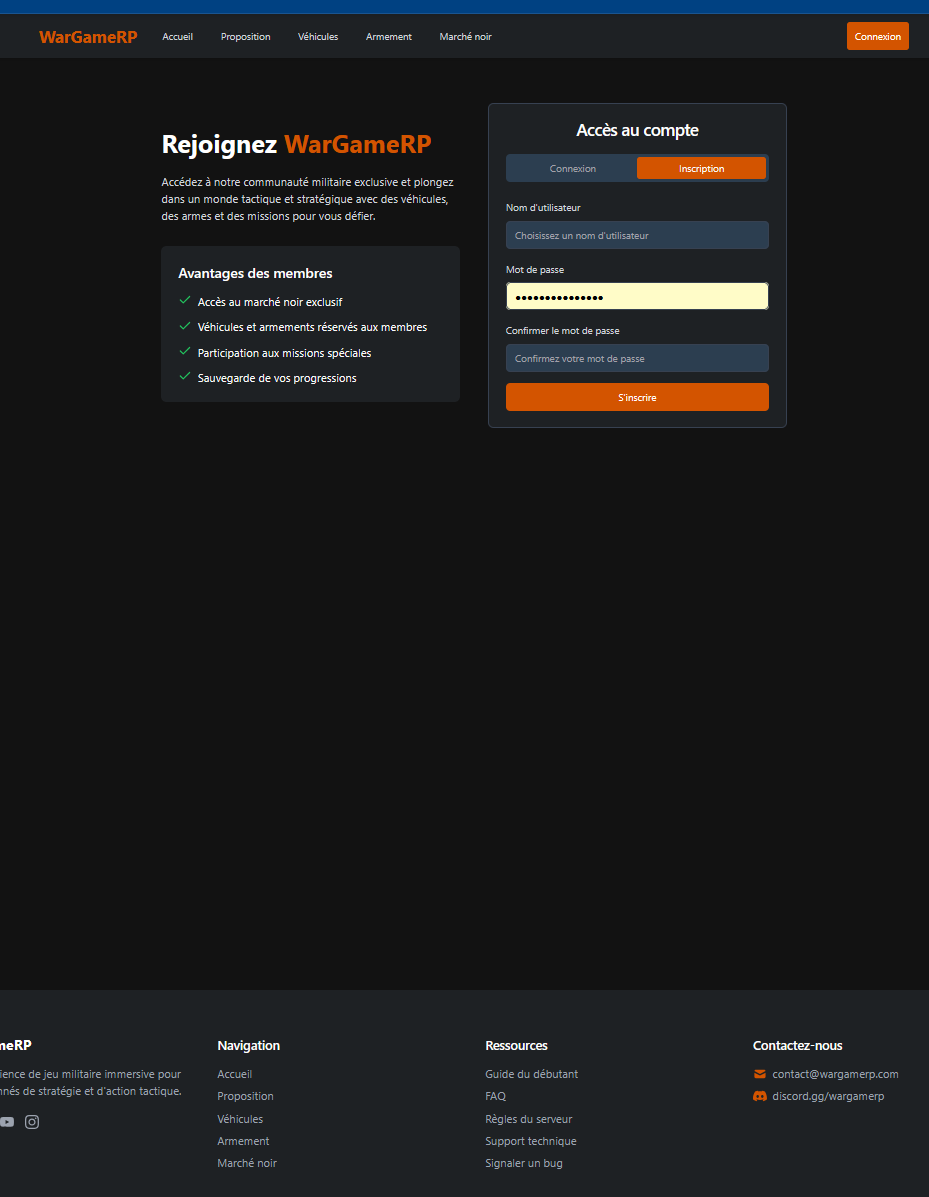 WarGameRP
Accueil
Proposition
Véhicules
Armement
Marché noir
Connexion
Rejoignez WarGameRP
Accédez à notre communauté militaire exclusive et plongez
dans un monde tactique et stratégique avec des véhicules,
des armes et des missions pour vous défier.
Avantages des membres
Accès au marché noir exclusif
Véhicules et armements réservés aux membres
Participation aux missions spéciales
Sauvegarde de vos progressions
Accès au compte
Connexion
Inscription
Nom d'utilisateur
Choisissez un nom d'utilisateur
Mot de passe
•••••••••••••••
Confirmer le mot de passe
Confirmez votre mot de passe
S'inscrire
meRP
ience de jeu militaire immersive pour
nnés de stratégie et d'action tactique.
Navigation
Accueil
Proposition
Véhicules
Armement
Marché noir
Ressources
Guide du débutant
FAQ
Règles du serveur
Support technique
Signaler un bug
Contactez-nous
contact@wargamerp.com
discord.gg/wargamerp